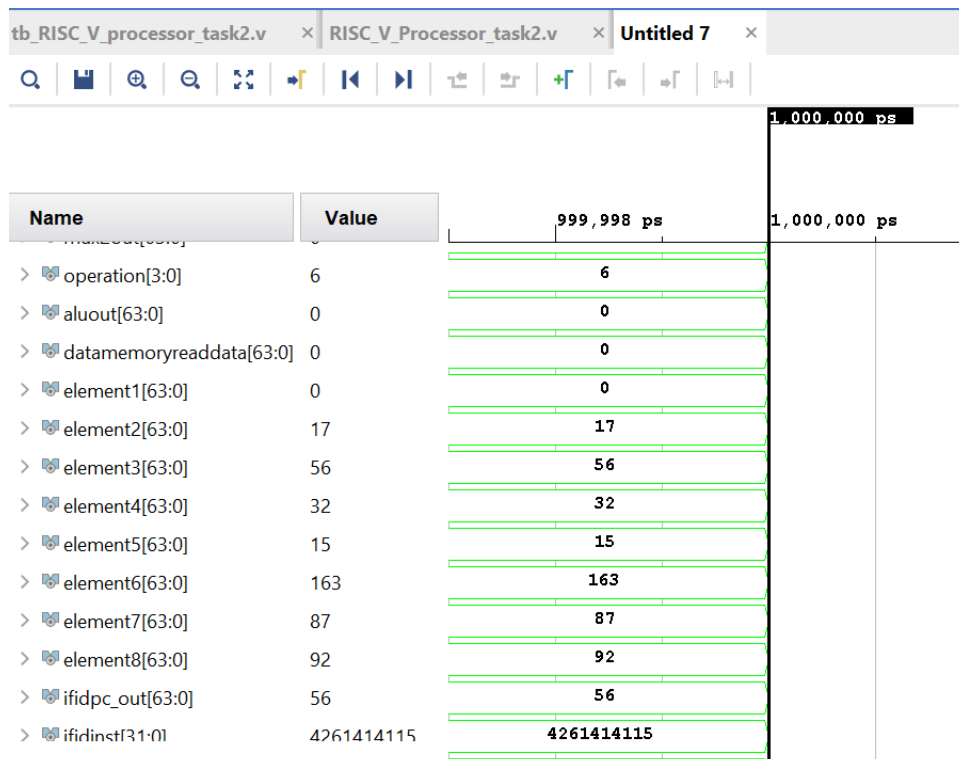 tb_RISC_V_processor_task2.v × RISC_V_Processor_task2.v × Untitled 7 ×
1,000,000 ps
Name Value 999,998 ps 1,000,000 ps
> operation[3:0] 6 6
> aluout[63:0] 0 0
> datamemoryreaddata[63:0] 0 0
> element1[63:0] 0 0
> element2[63:0] 17 17
> element3[63:0] 56 56
> element4[63:0] 32 32
> element5[63:0] 15 15
> element6[63:0] 163 163
> element7[63:0] 87 87
> element8[63:0] 92 92
> ifidpc_out[63:0] 56 56
> ifidinst[31:0] 4261414115 4261414115